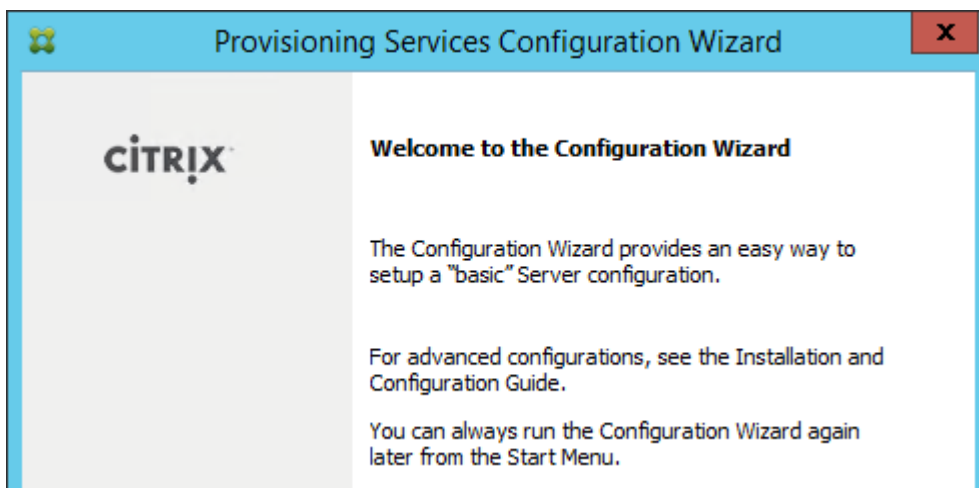 Provisioning Services Configuration Wizard
x
CİTRIX
Welcome to the Configuration Wizard
The Configuration Wizard provides an easy way to
setup a “basic” Server configuration.
For advanced configurations, see the Installation and
Configuration Guide.
You can always run the Configuration Wizard again
later from the Start Menu.